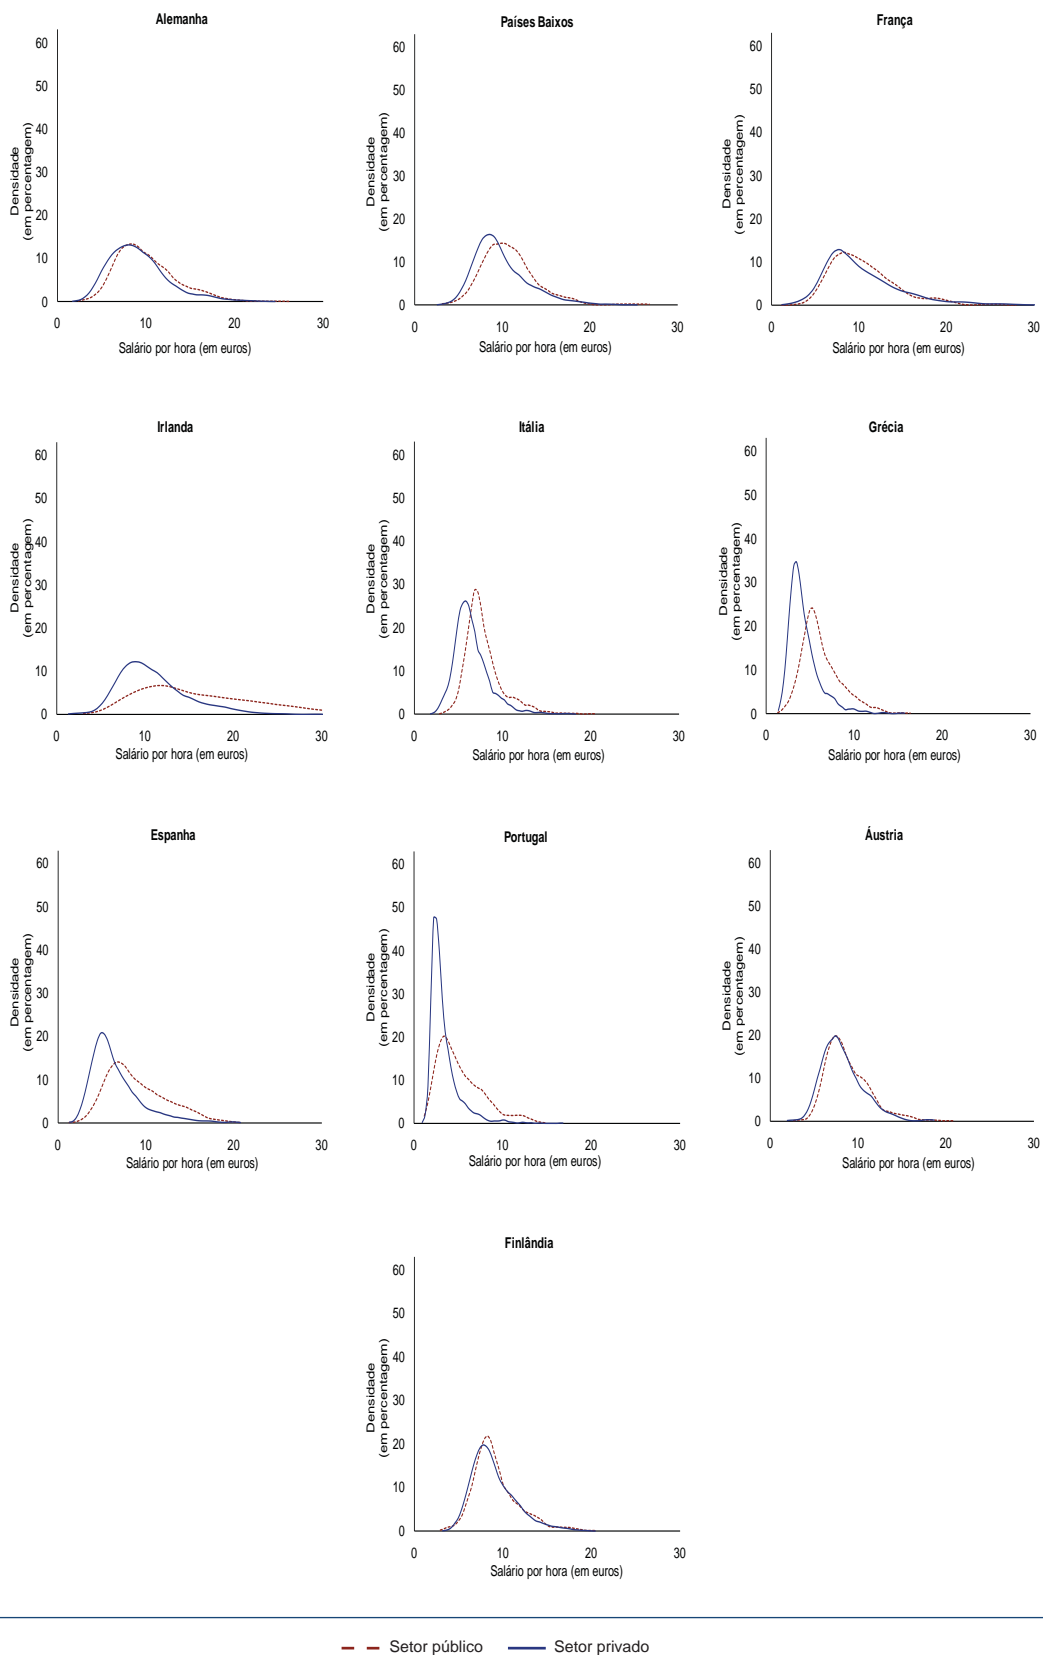 Alemanha
60
50
40
30
20
10
0
Densidade
(em percentagem)
0 10 20 30
Salário por hora (em euros)
Países Baixos
60
50
40
30
20
10
0
Densidade
(em percentagem)
0 10 20 30
Salário por hora (em euros)
França
60
50
40
30
20
10
0
Densidade
(em percentagem)
0 10 20 30
Salário por hora (em euros)
Irlanda
60
50
40
30
20
10
0
Densidade
(em percentagem)
0 10 20 30
Salário por hora (em euros)
Itália
60
50
40
30
20
10
0
Densidade
(em percentagem)
0 10 20 30
Salário por hora (em euros)
Grécia
60
50
40
30
20
10
0
Densidade
(em percentagem)
0 10 20 30
Salário por hora (em euros)
Espanha
60
50
40
30
20
10
0
Densidade
(em percentagem)
0 10 20 30
Salário por hora (em euros)
Portugal
60
50
40
30
20
10
0
Densidade
(em percentagem)
0 10 20 30
Salário por hora (em euros)
Áustria
60
50
40
30
20
10
0
Densidade
(em percentagem)
0 10 20 30
Salário por hora (em euros)
Finlândia
60
50
40
30
20
10
0
Densidade
(em percentagem)
0 10 20 30
Salário por hora (em euros)
Setor público Setor privado